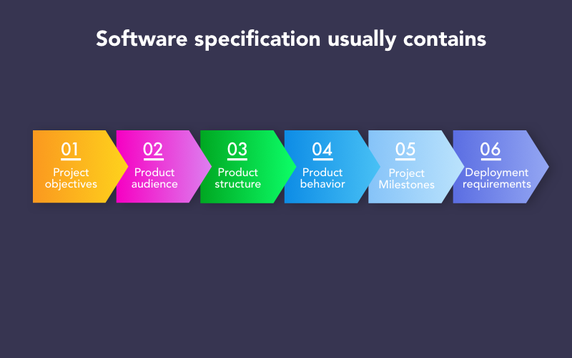 Software specification usually contains
01
Project
objectives
02
Product
audience
03
Product
structure
04
Product
behavior
05
Project
Milestones
06
Deployment
requirements